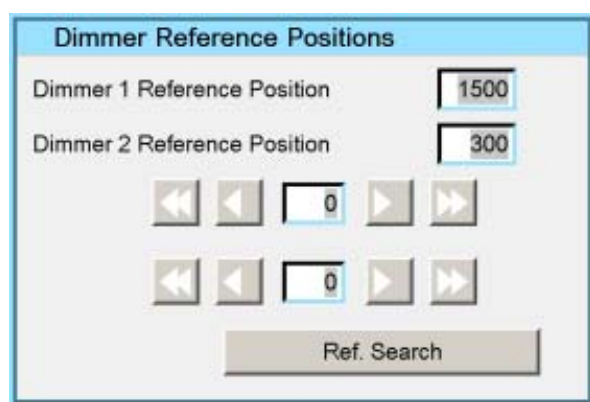 Dimmer Reference Positions
Dimmer 1 Reference Position 1500
Dimmer 2 Reference Position 300
0
0
Ref. Search